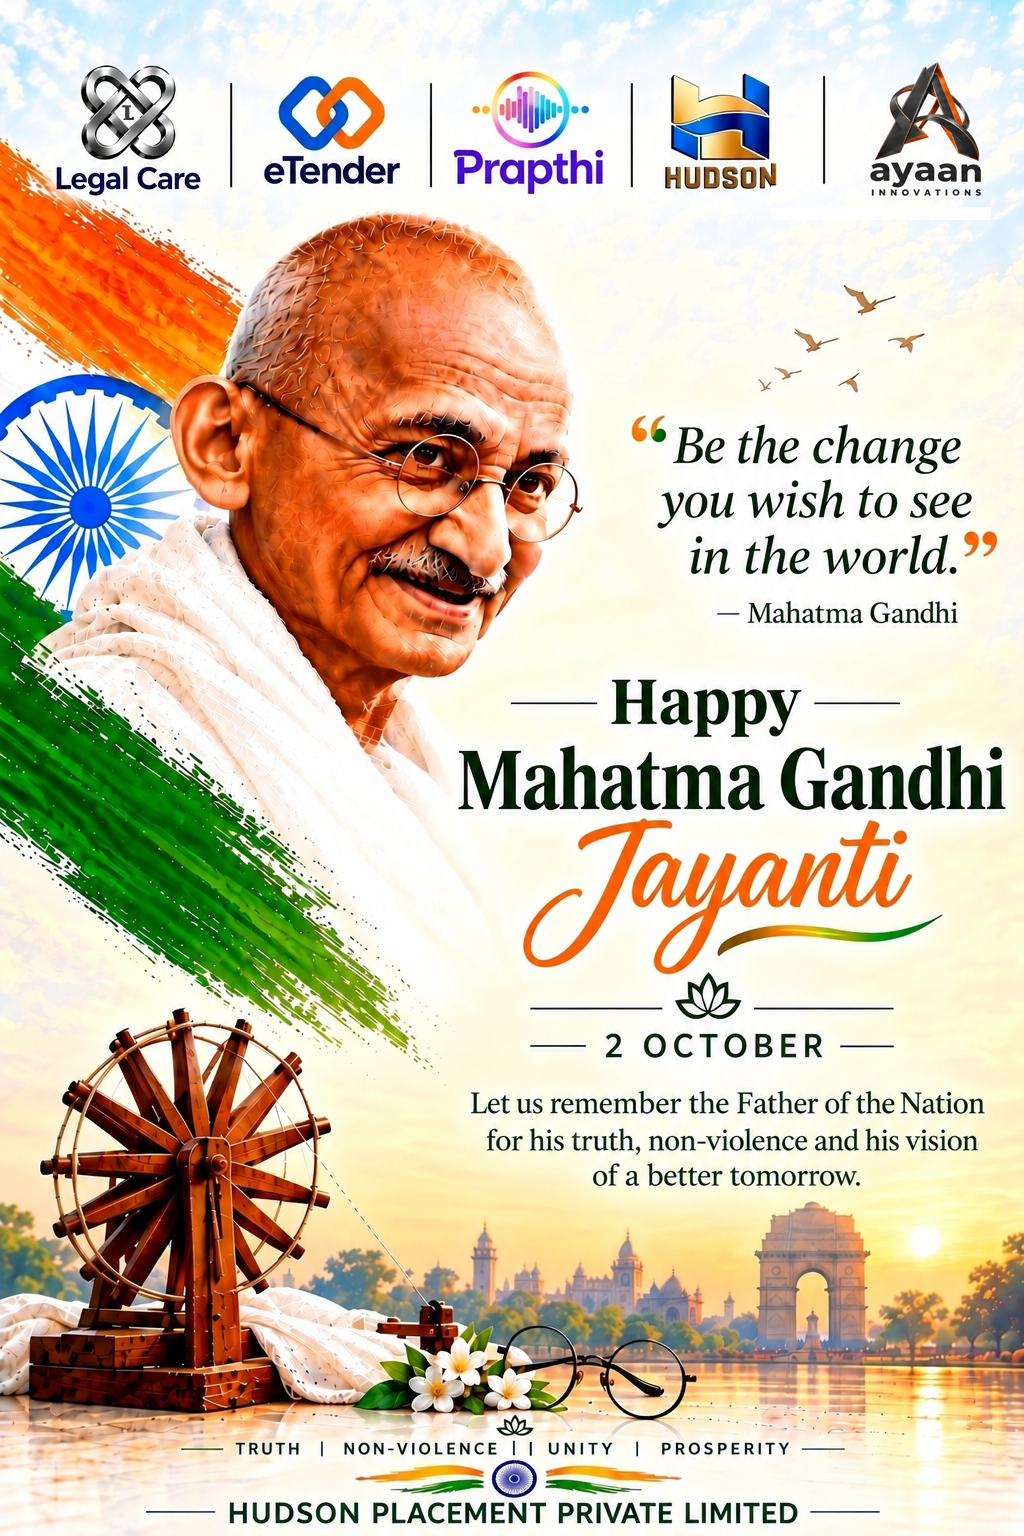 L
Legal Care
eTender
Prapthi
HUDSON
ayaan
INNOVATIONS
“Be the change
you wish to see
in the world.”
— Mahatma Gandhi
Happy
Mahatma Gandhi
Jayanti
2 OCTOBER
Let us remember the Father of the Nation
for his truth, non-violence and his vision
of a better tomorrow.
TRUTH | NON-VIOLENCE | | UNITY | PROSPERITY
HUDSON PLACEMENT PRIVATE LIMITED